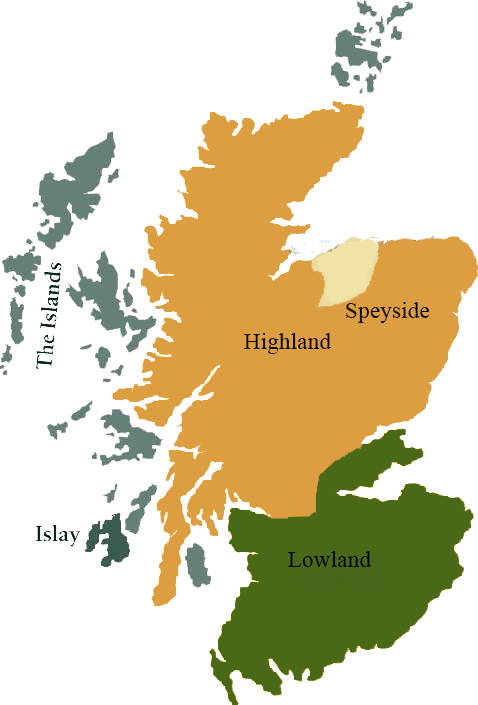 The Islands
Speyside
Highland
Islay
Lowland